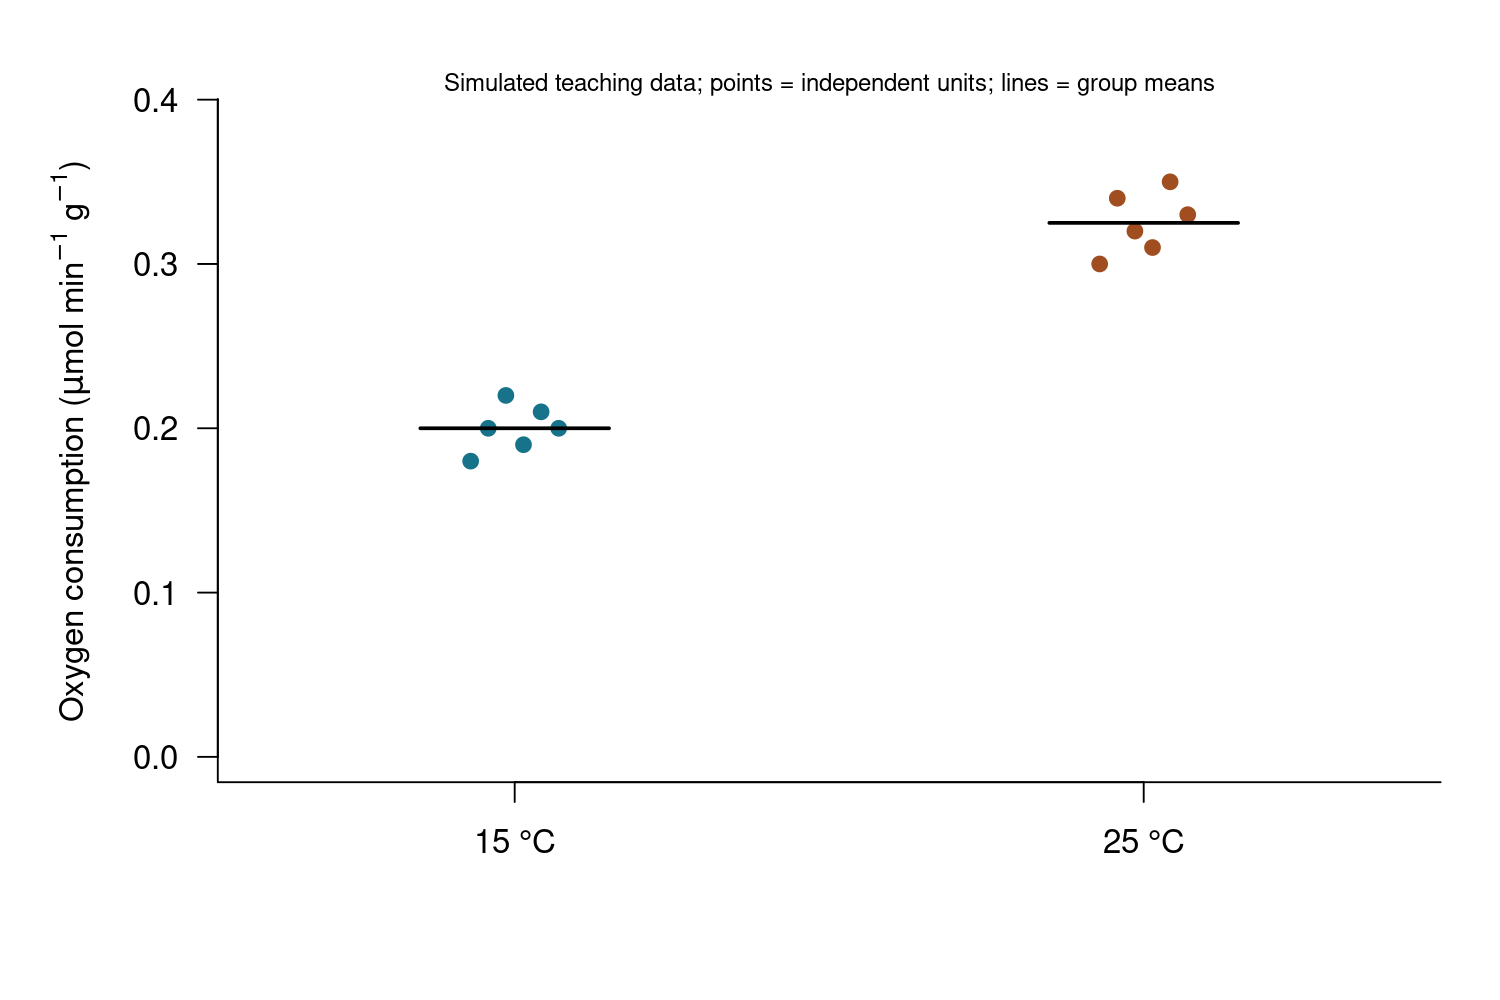 Simulated teaching data; points = independent units; lines = group means
Oxygen consumption (µmol min⁻¹ g⁻¹)
0.4
0.3
0.2
0.1
0.0
15 °C
25 °C